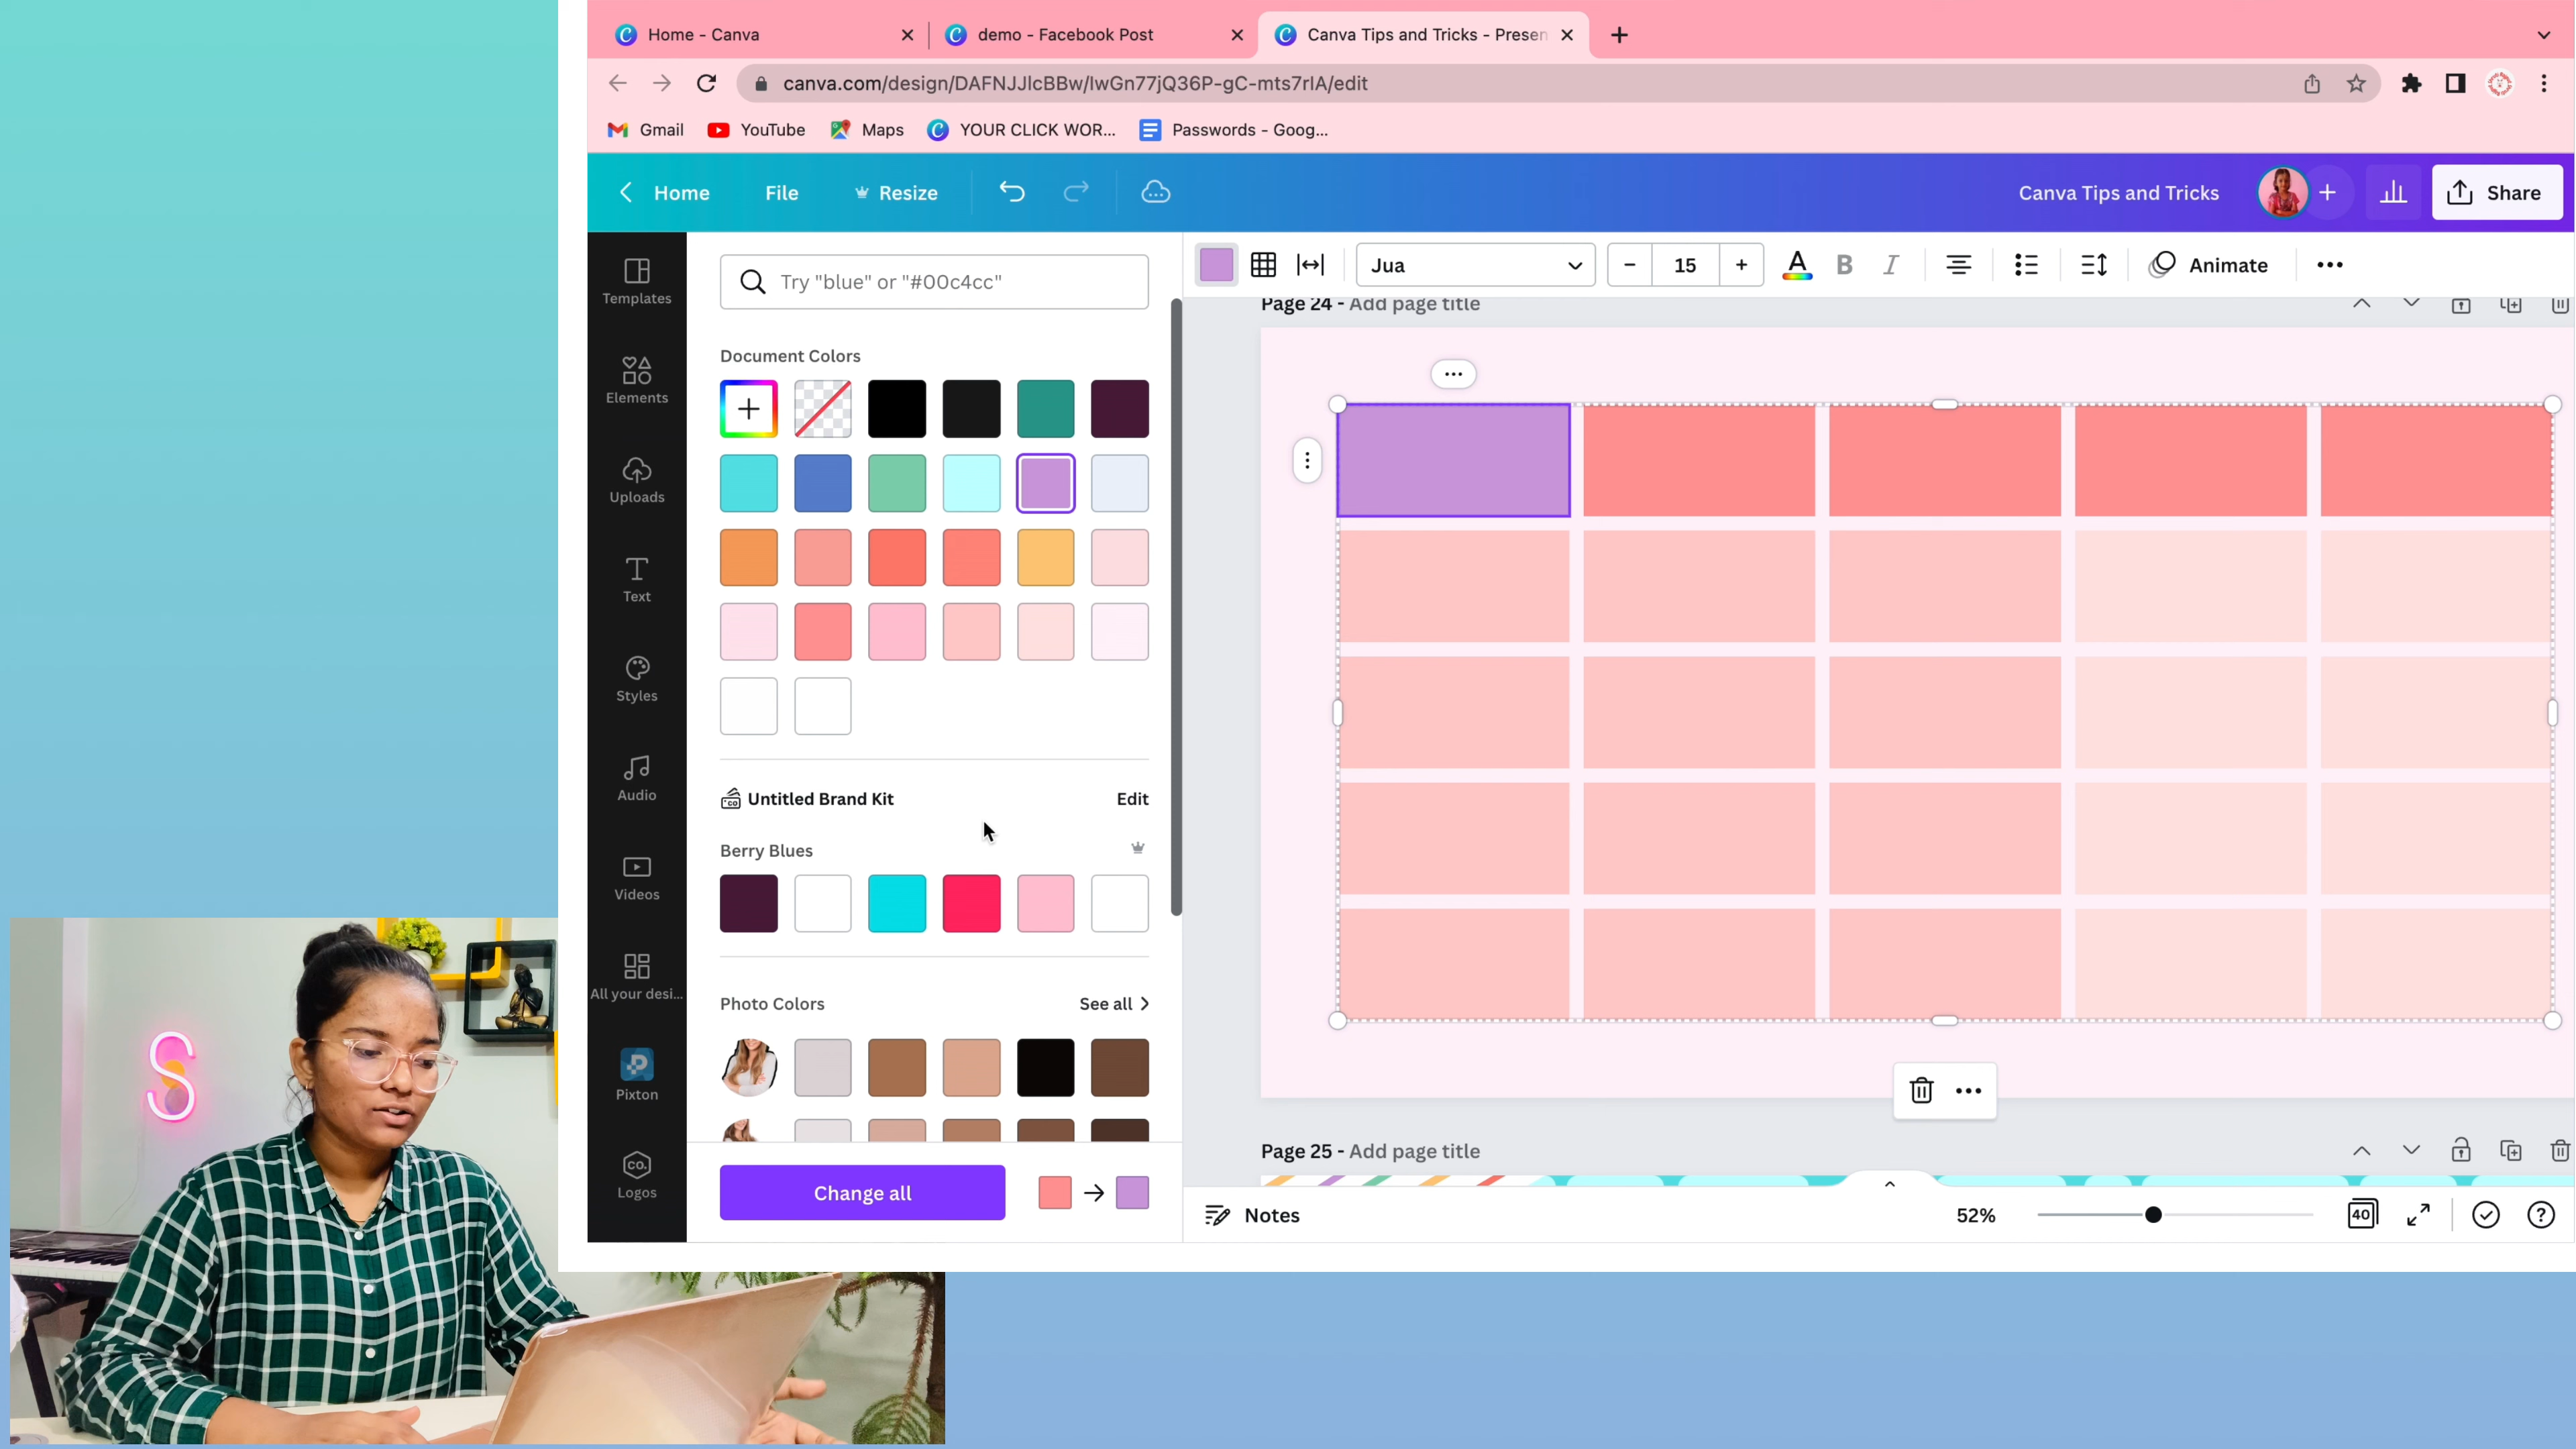 Home - Canva
demo - Facebook Post
Canva Tips and Tricks - Presen
canva.com/design/DAFNJJlcBBw/lwGn77jQ36P-gC-mts7rIA/edit
Gmail
YouTube
Maps
YOUR CLICK WOR...
Passwords - Goog...
Home
File
Resize
Canva Tips and Tricks
Share
Templates
Elements
Uploads
Text
Styles
Audio
Videos
All your desi...
Pixton
CO.
Logos
Try "blue" or "#00c4cc"
Document Colors
Untitled Brand Kit
Edit
Berry Blues
Photo Colors
See all
Change all
Jua
15
A
B
I
Animate
Page 24 - Add page title
Page 25 - Add page title
Notes
52%
40
S